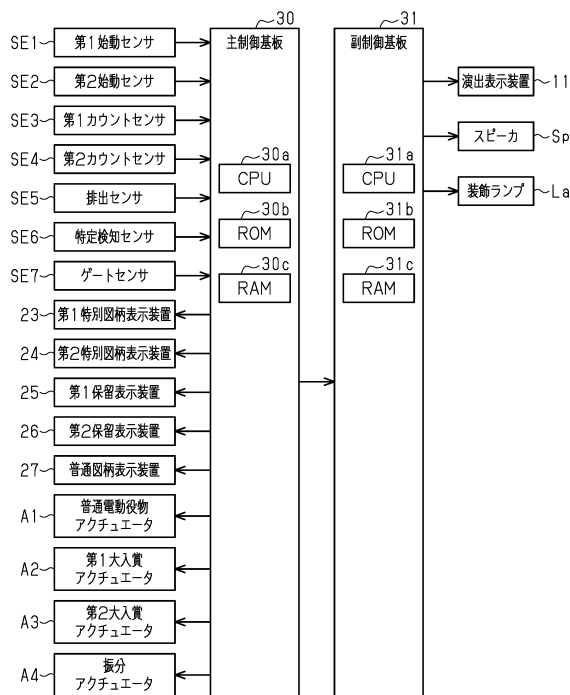 30
31
主制御基板
副制御基板
SE1 第1始動センサ
SE2 第2始動センサ
SE3 第1カウントセンサ
SE4 第2カウントセンサ
SE5 排出センサ
SE6 特定検知センサ
SE7 ゲートセンサ
23 第1特別図柄表示装置
24 第2特別図柄表示装置
25 第1保留表示装置
26 第2保留表示装置
27 普通図柄表示装置
A1 普通電動役物
アクチュエータ
A2 第1大入賞
アクチュエータ
A3 第2大入賞
アクチュエータ
A4 振分
アクチュエータ
30a
CPU
30b
ROM
30c
RAM
31a
CPU
31b
ROM
31c
RAM
演出表示装置 11
スピーカ Sp
装飾ランプ La